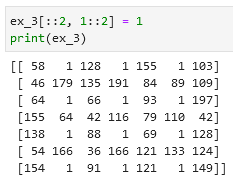 ex_3[::2, 1::2] = 1
print(ex_3)
[[ 58   1 128   1 155   1 103]
 [ 46 179 135 191  84  89 109]
 [ 64   1  66   1  93   1 197]
 [155  64  42 116  79 110  42]
 [138   1  88   1  69   1 128]
 [ 54 166  36 166 121 133 124]
 [154   1  91   1 121   1 149]]